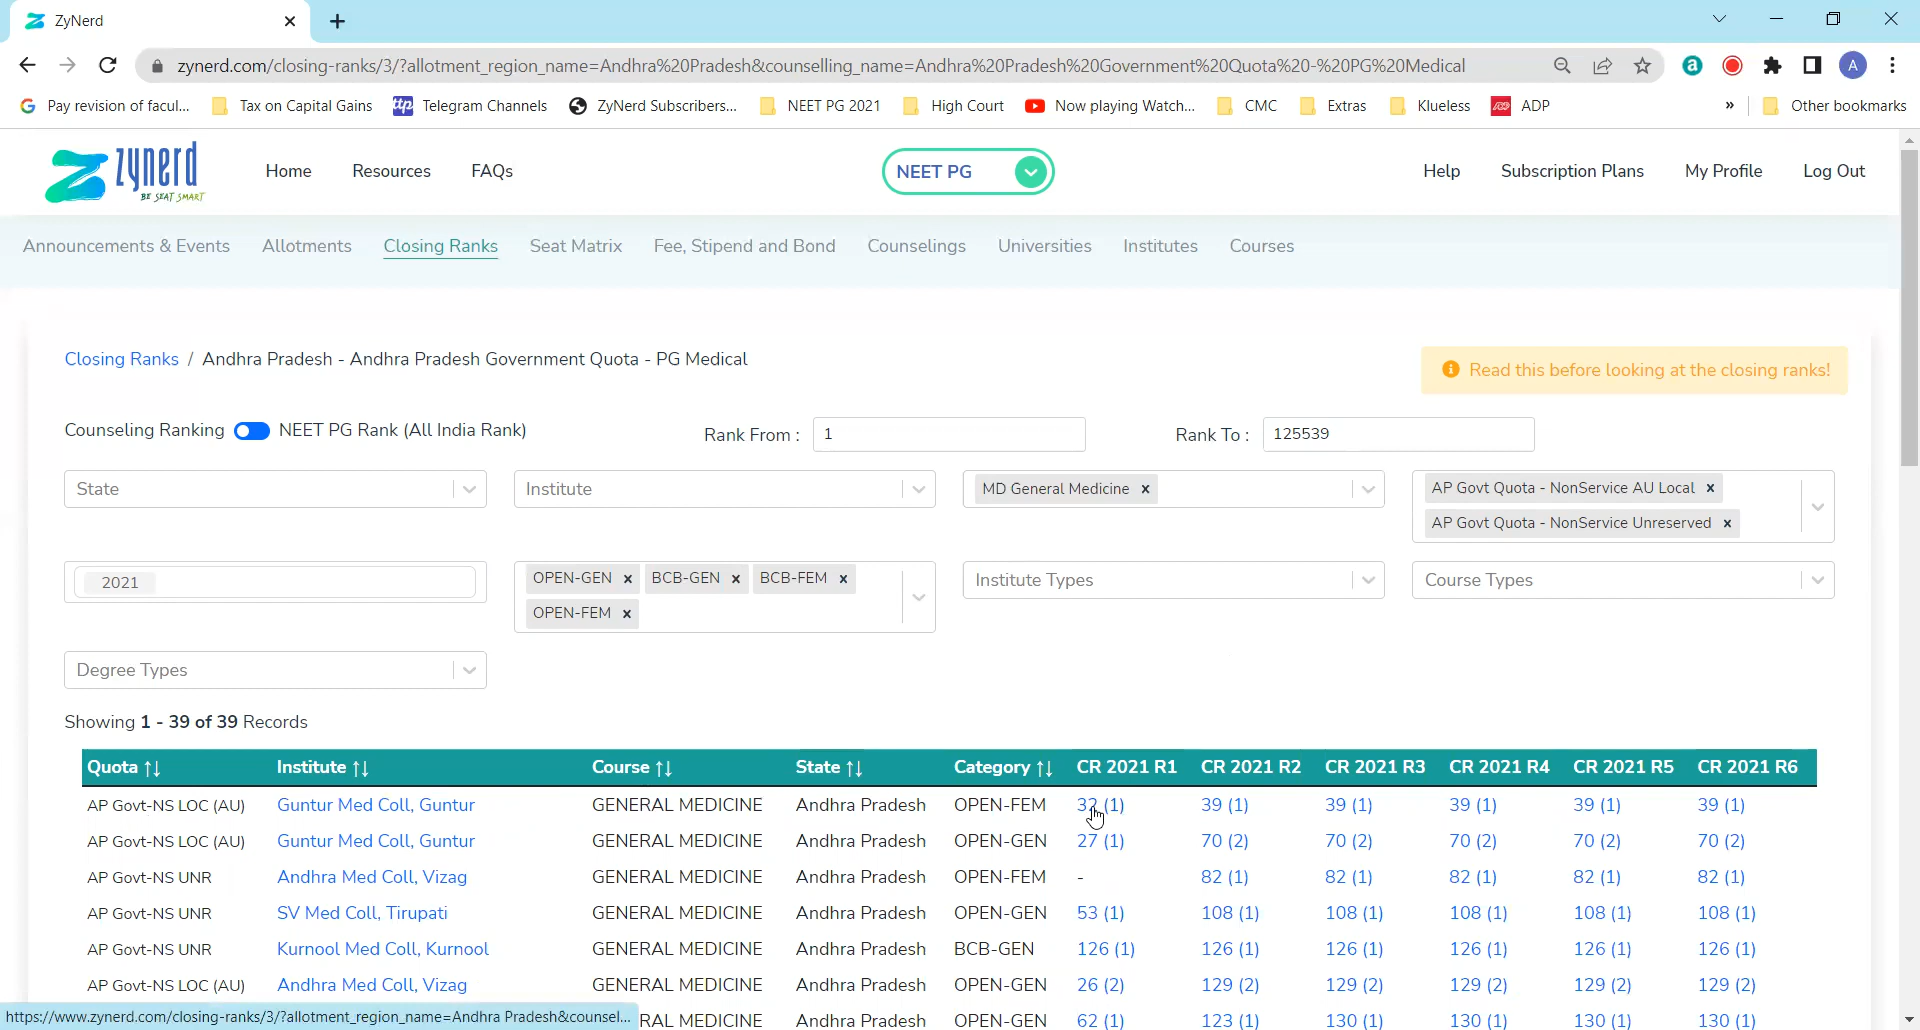 ZyNerd
zynerd.com/closing-ranks/3/?allotment_region_name=Andhra%20Pradesh&counselling_name=Andhra%20Pradesh%20Government%20Quota%20-%20PG%20Medical
A
Pay revision of facul... Tax on Capital Gains Telegram Channels ZyNerd Subscribers... NEET PG 2021 High Court Now playing Watch... CMC Extras Klueless ADP » Other bookmarks
zynerd
BE SEAT SMART
Home Resources FAQs NEET PG Help Subscription Plans My Profile Log Out
Announcements & Events Allotments Closing Ranks Seat Matrix Fee, Stipend and Bond Counselings Universities Institutes Courses
Closing Ranks / Andhra Pradesh - Andhra Pradesh Government Quota - PG Medical
Read this before looking at the closing ranks!
Counseling Ranking NEET PG Rank (All India Rank) Rank From : 1 Rank To : 125539
State Institute MD General Medicine × AP Govt Quota - NonService AU Local ×
AP Govt Quota - NonService Unreserved ×
2021 OPEN-GEN × BCB-GEN × BCB-FEM × Institute Types Course Types
OPEN-FEM ×
Degree Types
Showing 1 - 39 of 39 Records
Quota Institute Course State Category CR 2021 R1 CR 2021 R2 CR 2021 R3 CR 2021 R4 CR 2021 R5 CR 2021 R6
AP Govt-NS LOC (AU) Guntur Med Coll, Guntur GENERAL MEDICINE Andhra Pradesh OPEN-FEM 32 (1) 39 (1) 39 (1) 39 (1) 39 (1) 39 (1)
AP Govt-NS LOC (AU) Guntur Med Coll, Guntur GENERAL MEDICINE Andhra Pradesh OPEN-GEN 27 (1) 70 (2) 70 (2) 70 (2) 70 (2) 70 (2)
AP Govt-NS UNR Andhra Med Coll, Vizag GENERAL MEDICINE Andhra Pradesh OPEN-FEM - 82 (1) 82 (1) 82 (1) 82 (1) 82 (1)
AP Govt-NS UNR SV Med Coll, Tirupati GENERAL MEDICINE Andhra Pradesh OPEN-GEN 53 (1) 108 (1) 108 (1) 108 (1) 108 (1) 108 (1)
AP Govt-NS UNR Kurnool Med Coll, Kurnool GENERAL MEDICINE Andhra Pradesh BCB-GEN 126 (1) 126 (1) 126 (1) 126 (1) 126 (1) 126 (1)
AP Govt-NS LOC (AU) Andhra Med Coll, Vizag GENERAL MEDICINE Andhra Pradesh OPEN-GEN 26 (2) 129 (2) 129 (2) 129 (2) 129 (2) 129 (2)
RAL MEDICINE Andhra Pradesh OPEN-GEN 62 (1) 123 (1) 130 (1) 130 (1) 130 (1) 130 (1)
https://www.zynerd.com/closing-ranks/3/?allotment_region_name=Andhra Pradesh&counsel...